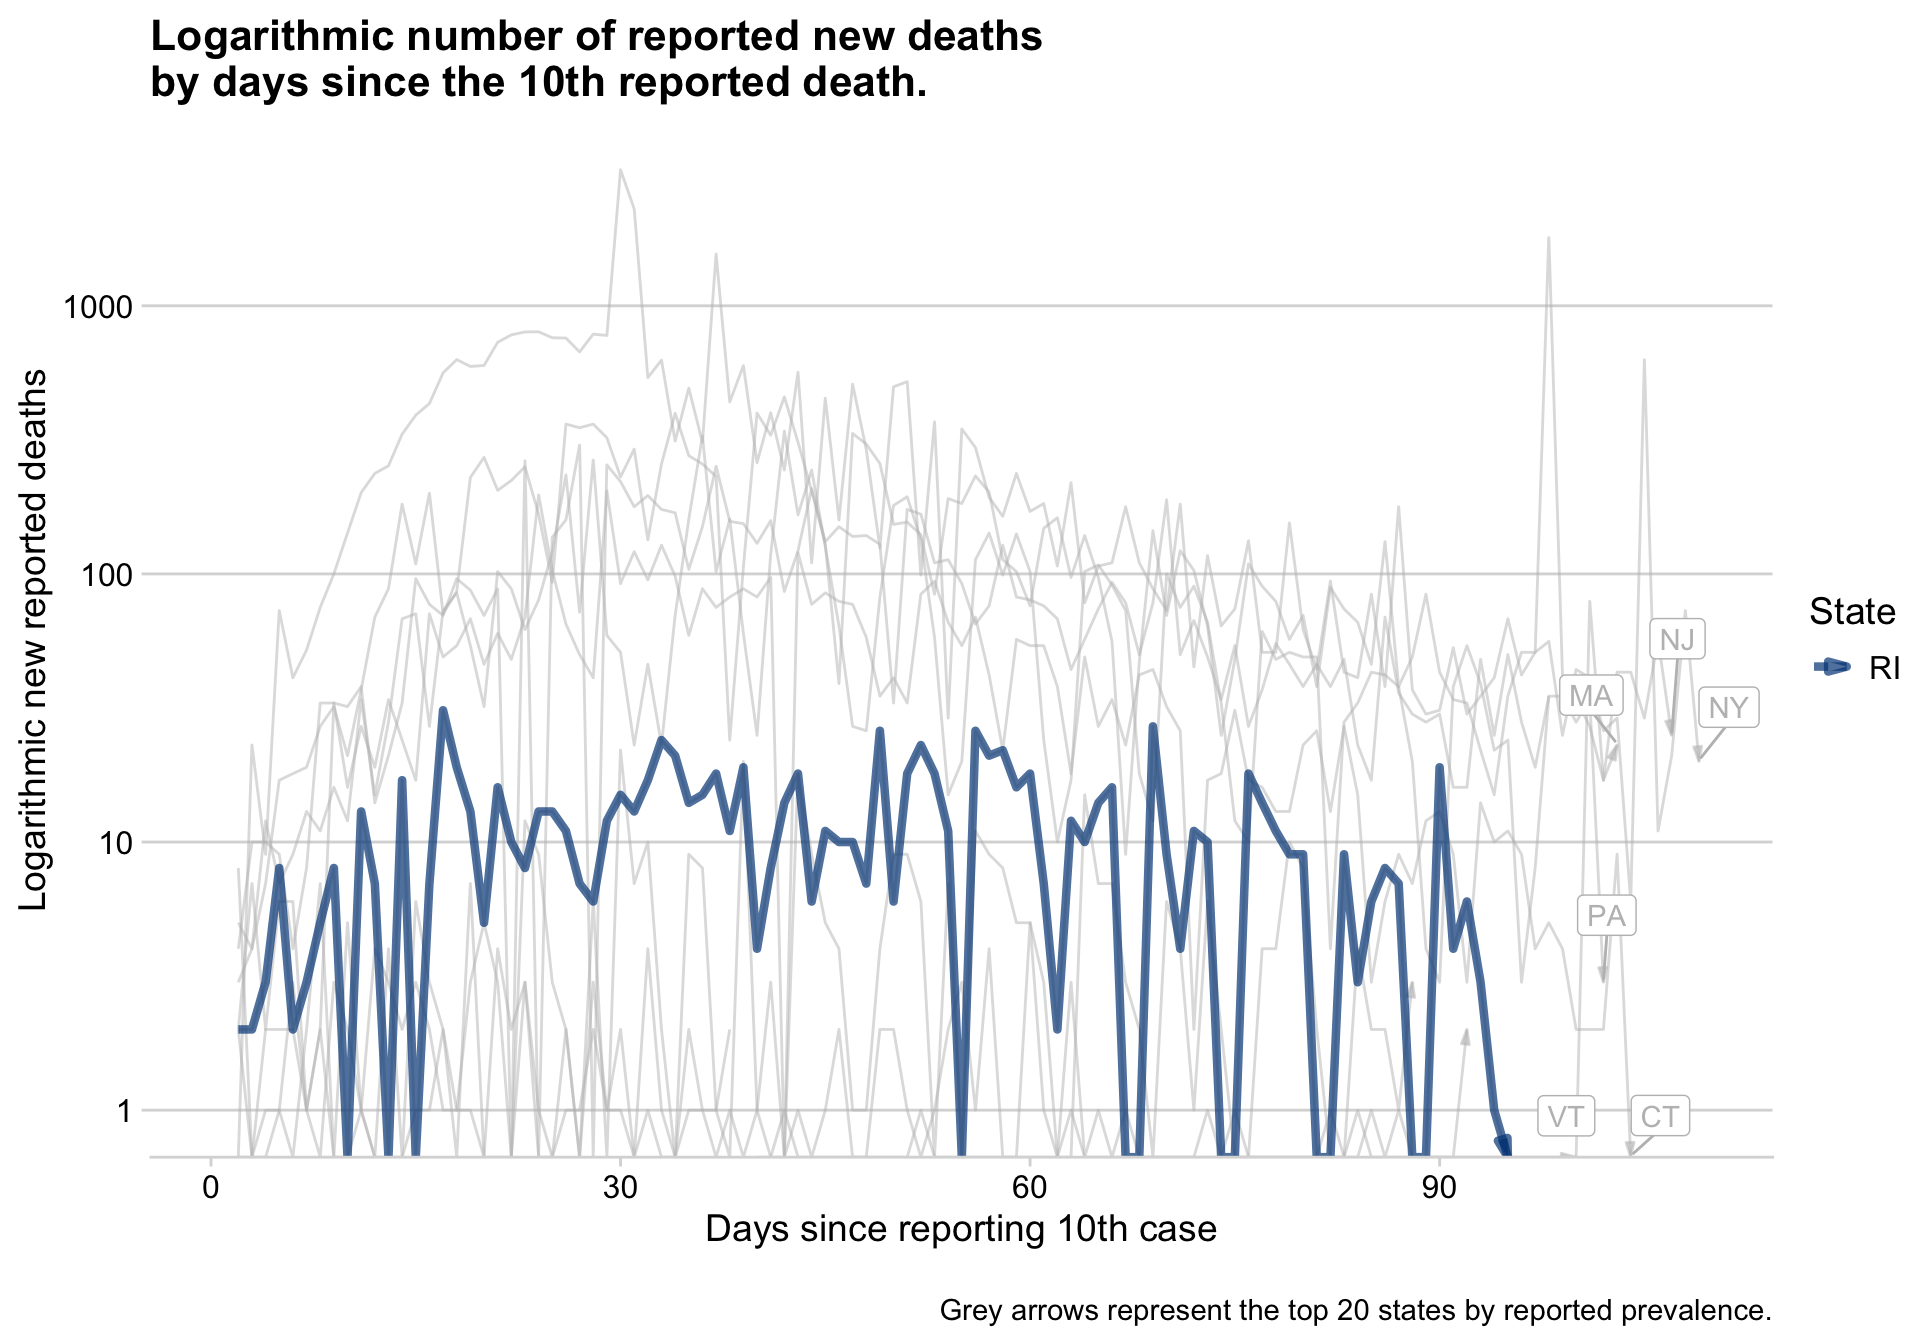 Logarithmic number of reported new deaths
by days since the 10th reported death.
Logarithmic new reported deaths
1000
100
10
1
NJ
MA
NY
PA
VT
CT
0
30
60
90
Days since reporting 10th case
State
RI
Grey arrows represent the top 20 states by reported prevalence.